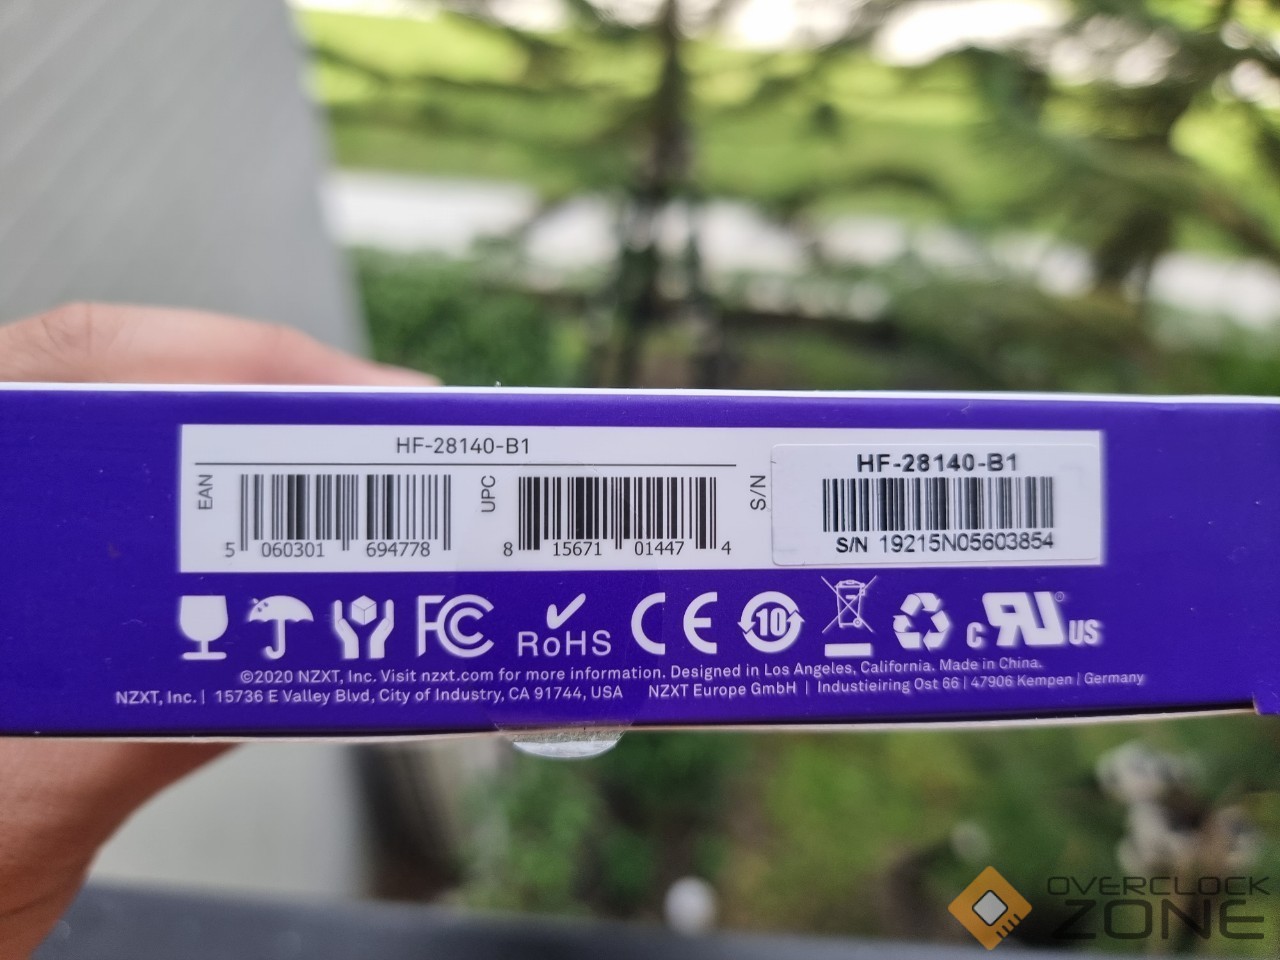 HF-28140-B1
EAN
5 060301 694778
UPC
8 15671 01447 4
S/N
HF-28140-B1
S/N 19215N05603854
FC
RoHS
CE
10
c RU ® US
©2020 NZXT, Inc. Visit nzxt.com for more information. Designed in Los Angeles, California. Made in China.
NZXT, Inc. | 15736 E Valley Blvd, City of Industry, CA 91744, USA NZXT Europe GmbH | Industieiring Ost 66 | 47906 Kempen | Germany
OVERCLOCK
ZONE